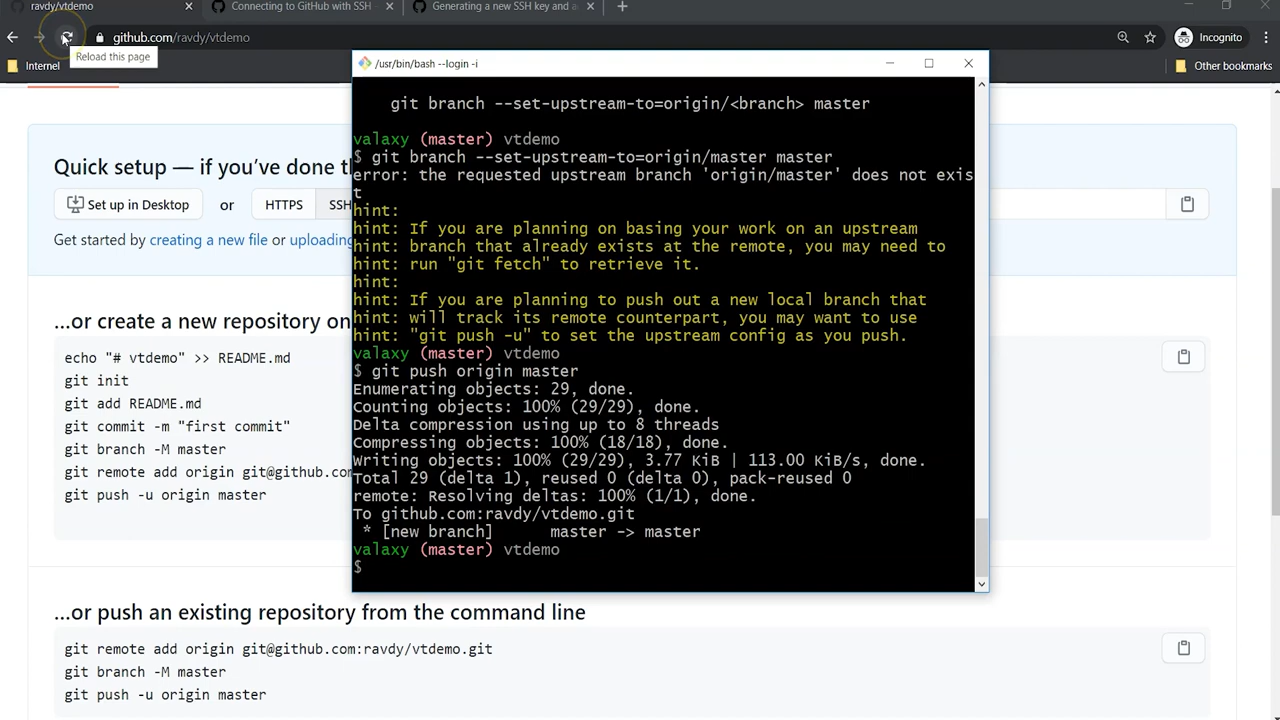 ravdy/vtdemo
Connecting to GitHub with SSH
Generating a new SSH key and a
github.com/ravdy/vtdemo
Incognito
Reload this page
Internel
Other bookmarks
/usr/bin/bash --login -i
git branch --set-upstream-to=origin/<branch> master
valaxy (master) vtdemo
$ git branch --set-upstream-to=origin/master master
error: the requested upstream branch 'origin/master' does not exis
t
hint:
hint: If you are planning on basing your work on an upstream
hint: branch that already exists at the remote, you may need to
hint: run "git fetch" to retrieve it.
hint:
hint: If you are planning to push out a new local branch that
hint: will track its remote counterpart, you may want to use
hint: "git push -u" to set the upstream config as you push.
valaxy (master) vtdemo
$ git push origin master
Enumerating objects: 29, done.
Counting objects: 100% (29/29), done.
Delta compression using up to 8 threads
Compressing objects: 100% (18/18), done.
Writing objects: 100% (29/29), 3.77 KiB | 113.00 KiB/s, done.
Total 29 (delta 1), reused 0 (delta 0), pack-reused 0
remote: Resolving deltas: 100% (1/1), done.
To github.com:ravdy/vtdemo.git
* [new branch] master -> master
valaxy (master) vtdemo
$
Quick setup — if you've done t
Set up in Desktop or HTTPS SSH
Get started by creating a new file or uploading
...or create a new repository on
echo "# vtdemo" >> README.md
git init
git add README.md
git commit -m "first commit"
git branch -M master
git remote add origin git@github.com
git push -u origin master
...or push an existing repository from the command line
git remote add origin git@github.com:ravdy/vtdemo.git
git branch -M master
git push -u origin master